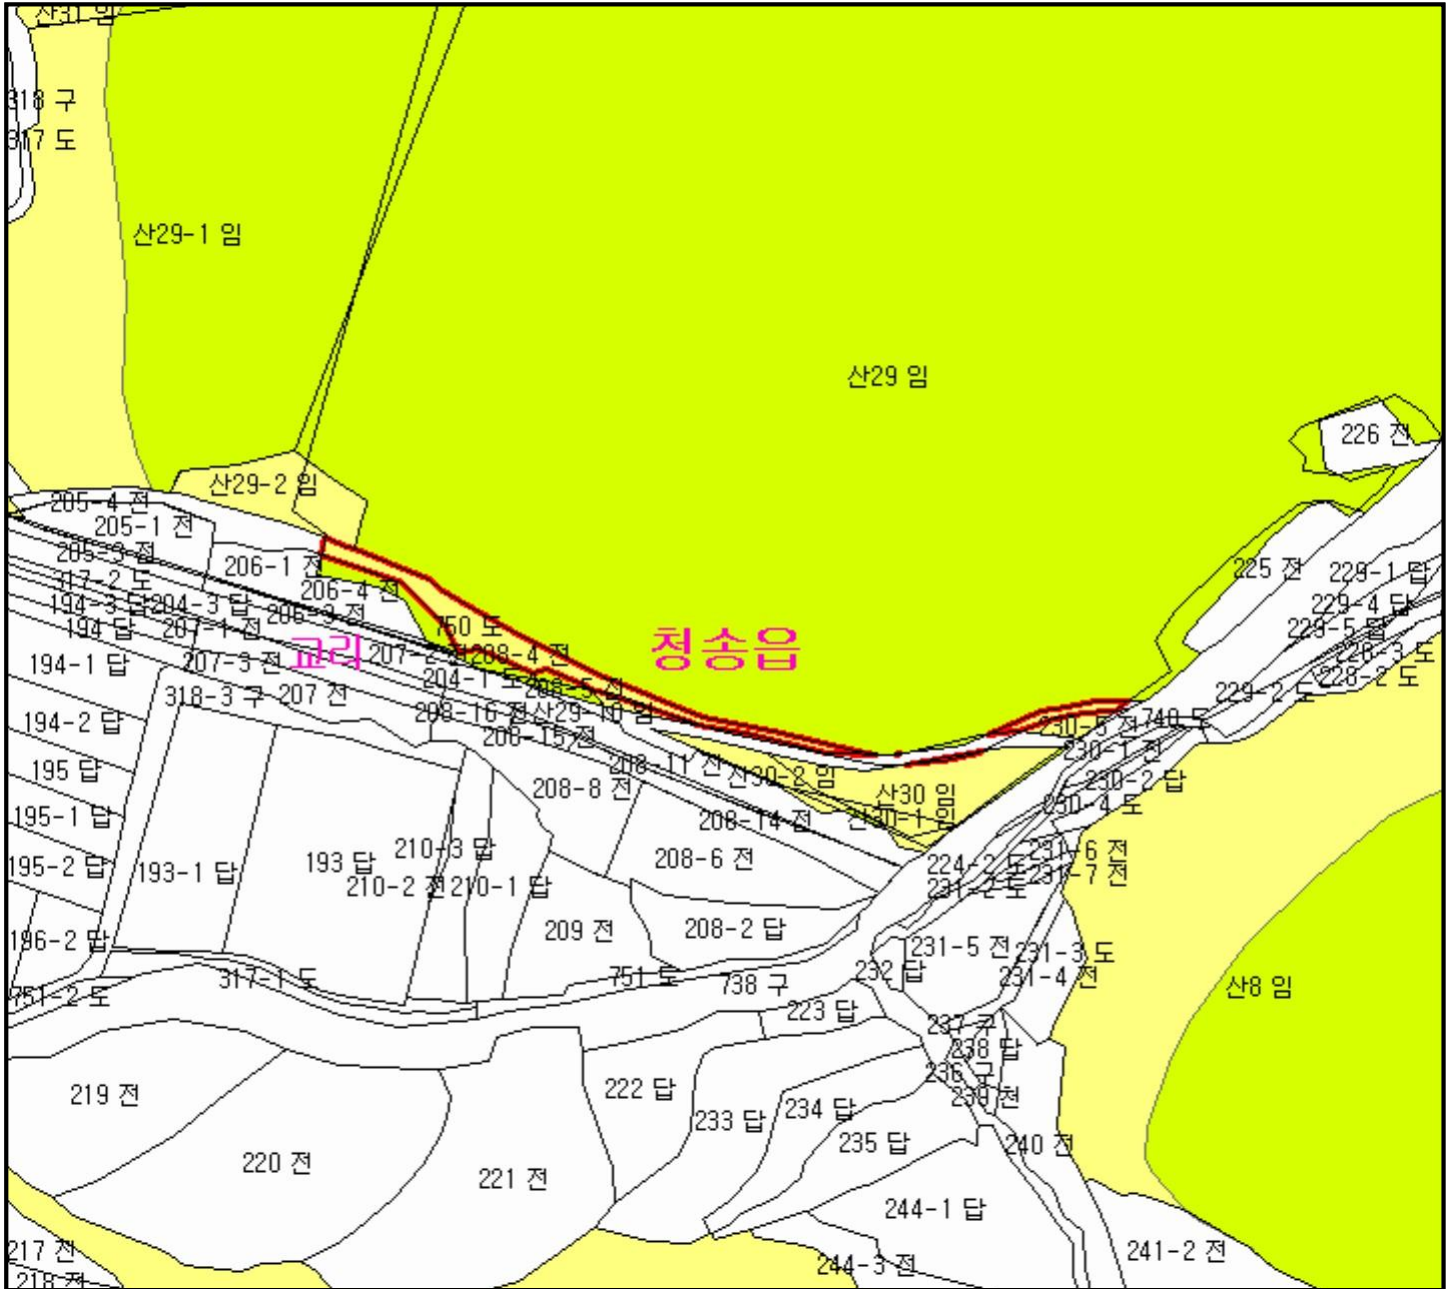 산31 임
318 구
317 도
산29-1 임
산29 임
226 전
산29-2 임
205-4 전
205-1 전
205-3 전
206-1 전
225 전
229-1 답
317-2 도
206-4 전
194-3 답
204-3 답
206-3 전
229-4 답
194 답
207-1 전
750 도
229-5 답
청송읍
교리
194-1 답
207-3 전
207-2 전
208-4 전
228-3 도
228-2 도
204-1 도
208-5 전
318-3 구
207 전
229-2 도
208-16 전
산29-10 임
194-2 답
208-15 전
230-5 전
740 도
230-1 전
195 답
208-11 전
산30-2 임
230-2 답
208-8 전
산30 임
230-4 도
195-1 답
208-14 전
산30-1 임
210-3 답
231-6 전
195-2 답
193-1 답
193 답
208-6 전
224-2 도
231-7 전
210-2 전
210-1 답
231-2 도
196-2 답
209 전
208-2 답
231-5 전
231-3 도
317-1 도
751 도
738 구
232 답
231-4 전
산8 임
751-2 도
223 답
237 구
238 답
236 구
219 전
222 답
233 답
234 답
239 천
235 답
240 전
220 전
221 전
244-1 답
217 전
241-2 전
244-3 전
218 전